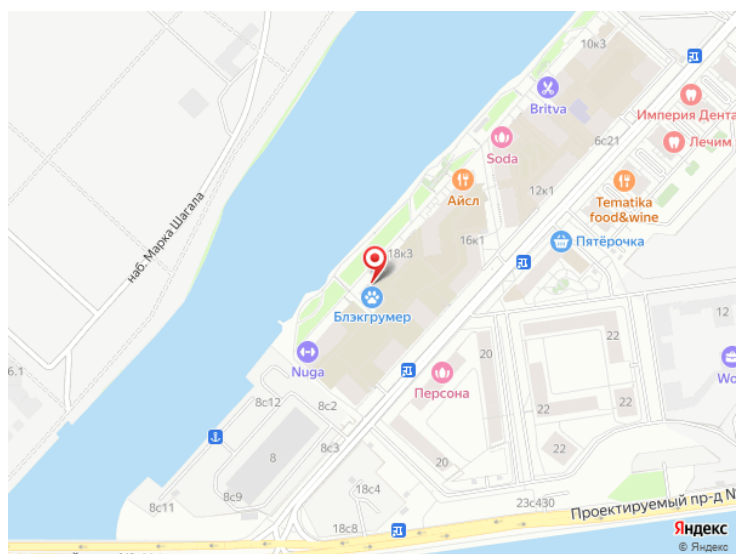 10к3
Britva
Империя Дента
6с21
Лечим
Soda
наб. Марка Шагала
12к1
Айсл
Tematika
food&wine
16к1
Пятёрочка
18к3
Блэкгрумер
12
20
Nuga
Wo
Персона
6.1
22
8с12
8с2
22
8с3
20
22
8
8с9
18с4
8с11
23с430
Проектируемый пр-д N
18с8
Яндекс
© Яндекс